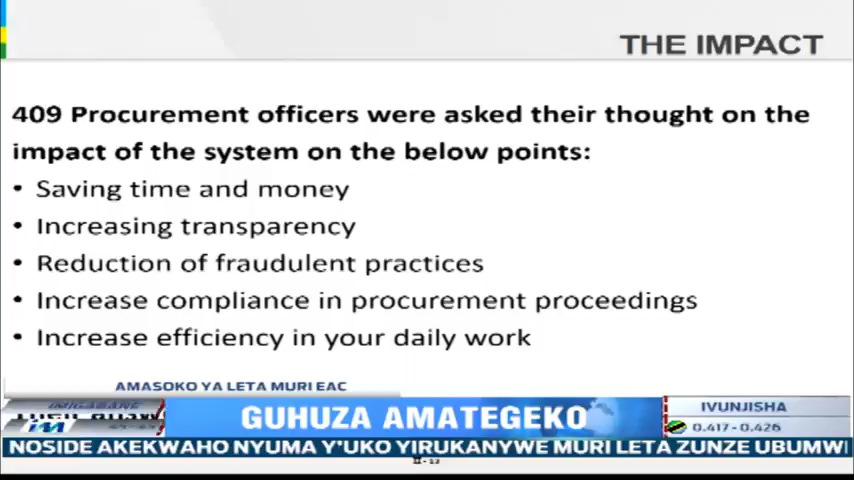 THE IMPACT
409 Procurement officers were asked their thought on the
impact of the system on the below points:
• Saving time and money
• Increasing transparency
• Reduction of fraudulent practices
• Increase compliance in procurement proceedings
• Increase efficiency in your daily work
AMASOKO YA LETA MURI EAC
GUHUZA AMATEGEKO
IVUNJISHA
0.417 - 0.426
NOSIDE AKEKWAHO NYUMA Y'UKO YIRUKANYWE MURI LETA ZUNZE UBUMWI